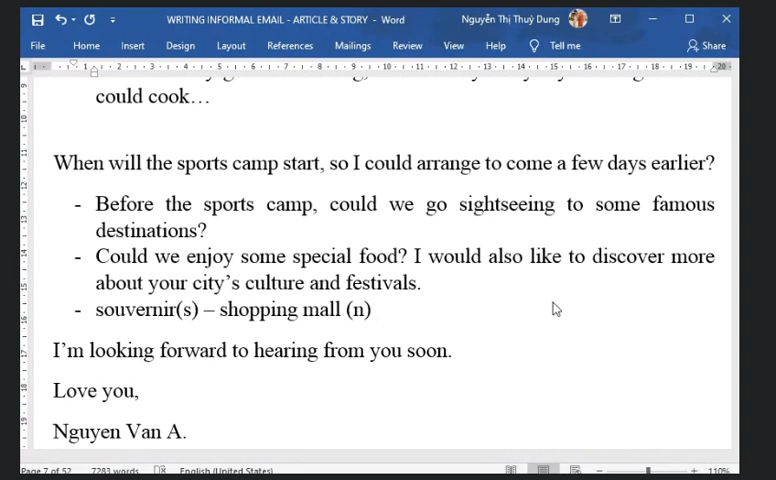 WRITING INFORMAL EMAIL - ARTICLE & STORY - Word Nguyễn Thị Thuỳ Dung
File Home Insert Design Layout References Mailings Review View Help Tell me Share
could cook…
When will the sports camp start, so I could arrange to come a few days earlier?
- Before the sports camp, could we go sightseeing to some famous
destinations?
- Could we enjoy some special food? I would also like to discover more
about your city’s culture and festivals.
- souvernir(s) – shopping mall (n)
I’m looking forward to hearing from you soon.
Love you,
Nguyen Van A.
Page 7 of 52 7283 words English (United States) 110%